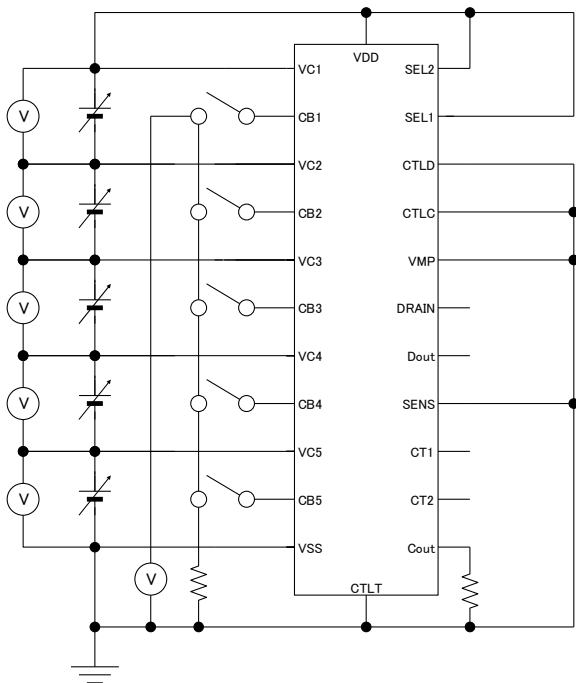 VDD
VC1 SEL2
V
CB1 SEL1
VC2 CTLD
V
CB2 CTLC
VC3 VMP
V
CB3 DRAIN
VC4 Dout
V
CB4 SENS
VC5 CT1
V
CB5 CT2
VSS Cout
V
CTLT